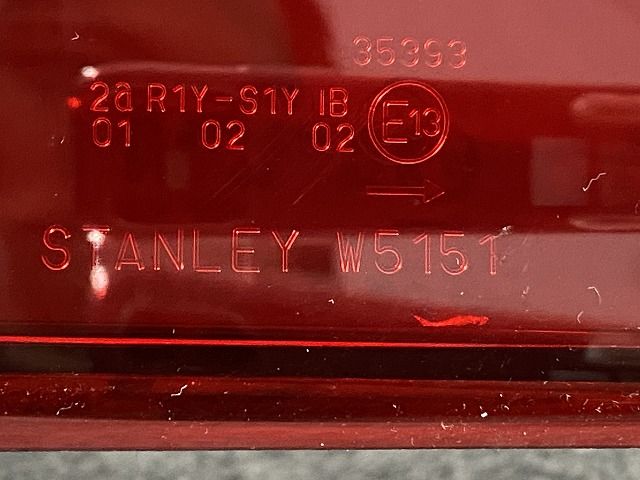 35393
2a R1Y-S1Y IB E13
01 02 02
→
STANLEY W5151